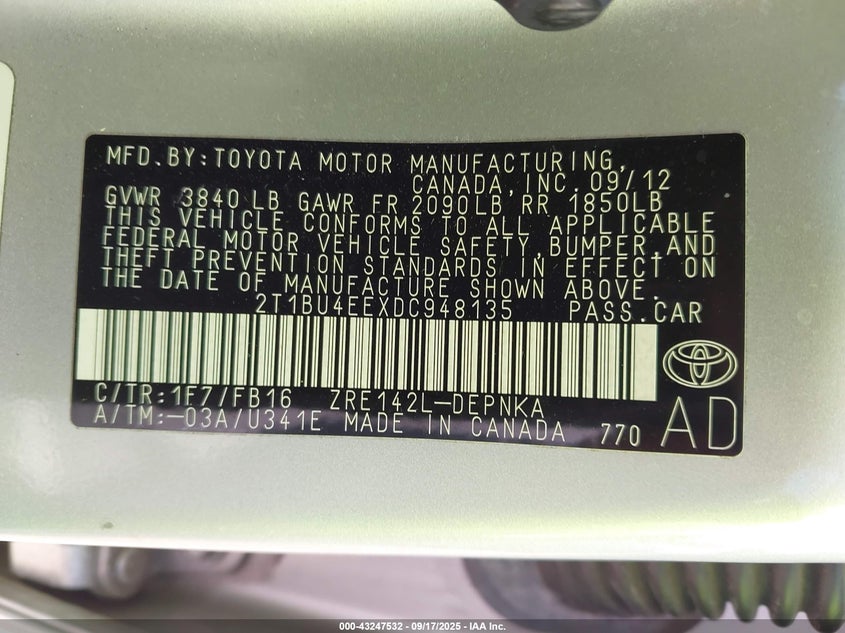 MFD.BY:TOYOTA MOTOR MANUFACTURING,
CANADA,INC.09/12
GVWR 3840 LB GAWR FR 2090LB RR 1850LB
THIS VEHICLE CONFORMS TO ALL APPLICABLE
FEDERAL MOTOR VEHICLE SAFETY,BUMPER,AND
THEFT PREVENTION STANDARDS IN EFFECT ON
THE DATE OF MANUFACTURE SHOWN ABOVE.
2T1BU4EEXDC948135 PASS.CAR
C/TR:1F7/FB16 ZRE142L-DEPNKA
A/TM:-03A/U341E MADE IN CANADA 770 AD
000-43247532 - 09/17/2025 - IAA Inc.